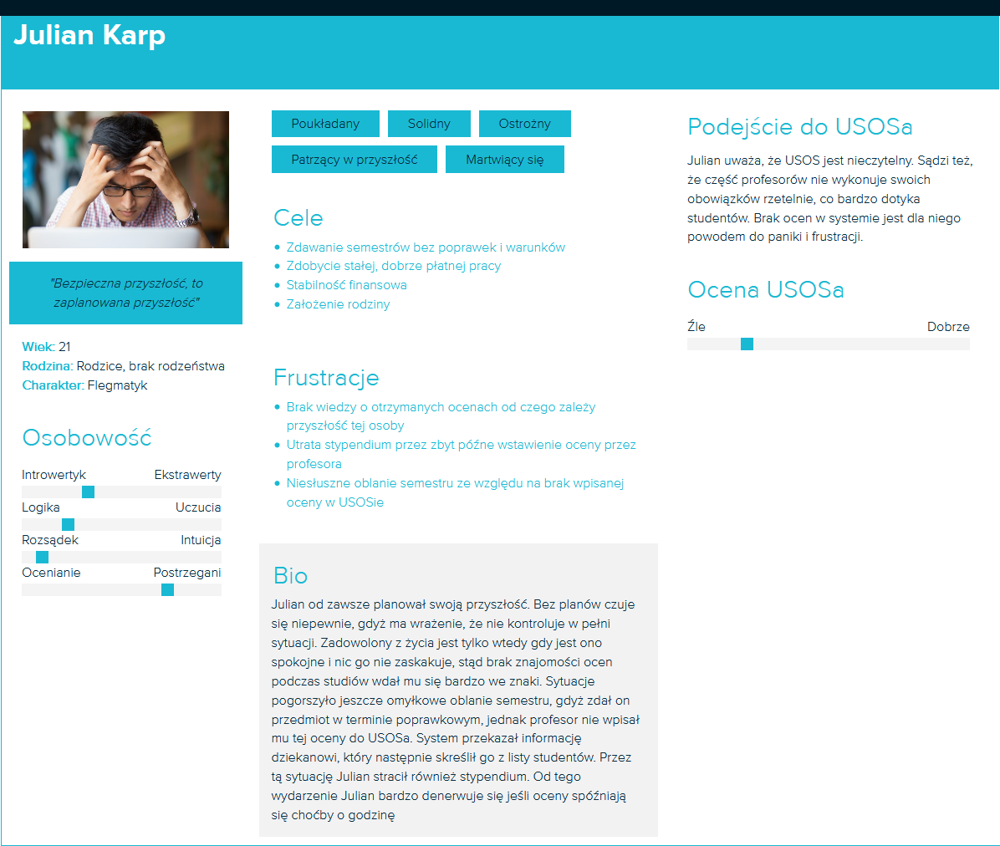 Julian Karp
"Bezpieczna przyszłość, to
zaplanowana przyszłość"
Wiek: 21
Rodzina: Rodzice, brak rodzeństwa
Charakter: Flegmatyk
Osobowość
Introwertyk Ekstrawerty
Logika Uczucia
Rozsądek Intuicja
Ocenianie Postrzegani
Poukładany Solidny Ostrożny
Patrzący w przyszłość Martwiący się
Cele
Zdawanie semestrów bez poprawek i warunków
Zdobycie stałej, dobrze płatnej pracy
Stabilność finansowa
Założenie rodziny
Frustracje
Brak wiedzy o otrzymanych ocenach od czego zależy
przyszłość tej osoby
Utrata stypendium przez zbyt późne wstawienie oceny przez
profesora
Niesłuszne oblanie semestru ze względu na brak wpisanej
oceny w USOSie
Bio
Julian od zawsze planował swoją przyszłość. Bez planów czuje
się niepewnie, gdyż ma wrażenie, że nie kontroluje w pełni
sytuacji. Zadowolony z życia jest tylko wtedy gdy jest ono
spokojne i nic go nie zaskakuje, stąd brak znajomości ocen
podczas studiów wdał mu się bardzo we znaki. Sytuacje
pogorszyło jeszcze omyłkowe oblanie semestru, gdyż zdał on
przedmiot w terminie poprawkowym, jednak profesor nie wpisał
mu tej oceny do USOSa. System przekazał informację
dziekanowi, który następnie skreślił go z listy studentów. Przez
tą sytuację Julian stracił również stypendium. Od tego
wydarzenie Julian bardzo denerwuje się jeśli oceny spóźniają
się choćby o godzinę
Podejście do USOSa
Julian uważa, że USOS jest nieczytelny. Sądzi też,
że część profesorów nie wykonuje swoich
obowiązków rzetelnie, co bardzo dotyka
studentów. Brak ocen w systemie jest dla niego
powodem do paniki i frustracji.
Ocena USOSa
Źle Dobrze